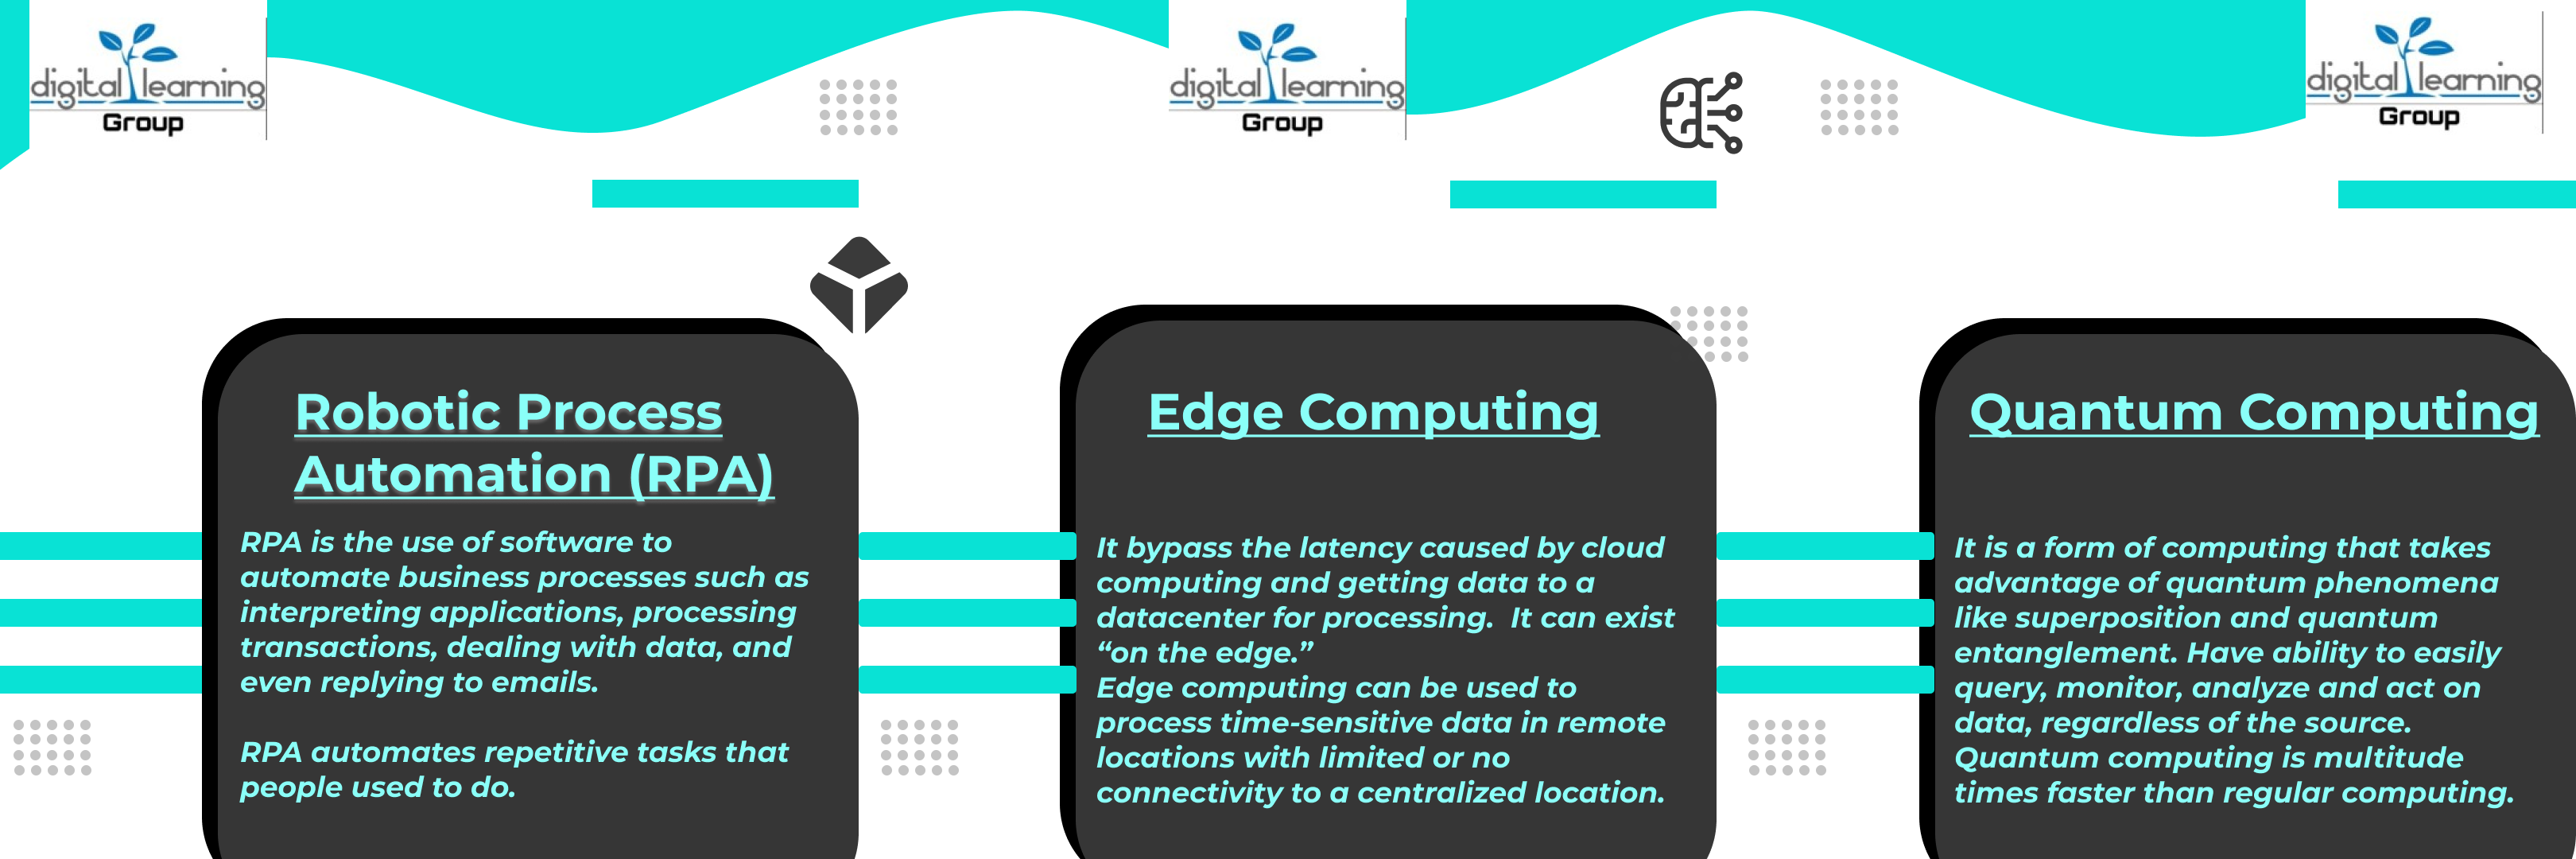 digital learning
Group
digital learning
Group
digital learning
Group
Robotic Process
Automation (RPA)
RPA is the use of software to
automate business processes such as
interpreting applications, processing
transactions, dealing with data, and
even replying to emails.
RPA automates repetitive tasks that
people used to do.
Edge Computing
It bypass the latency caused by cloud
computing and getting data to a
datacenter for processing.  It can exist
“on the edge.”
Edge computing can be used to
process time-sensitive data in remote
locations with limited or no
connectivity to a centralized location.
Quantum Computing
It is a form of computing that takes
advantage of quantum phenomena
like superposition and quantum
entanglement. Have ability to easily
query, monitor, analyze and act on
data, regardless of the source.
Quantum computing is multitude
times faster than regular computing.